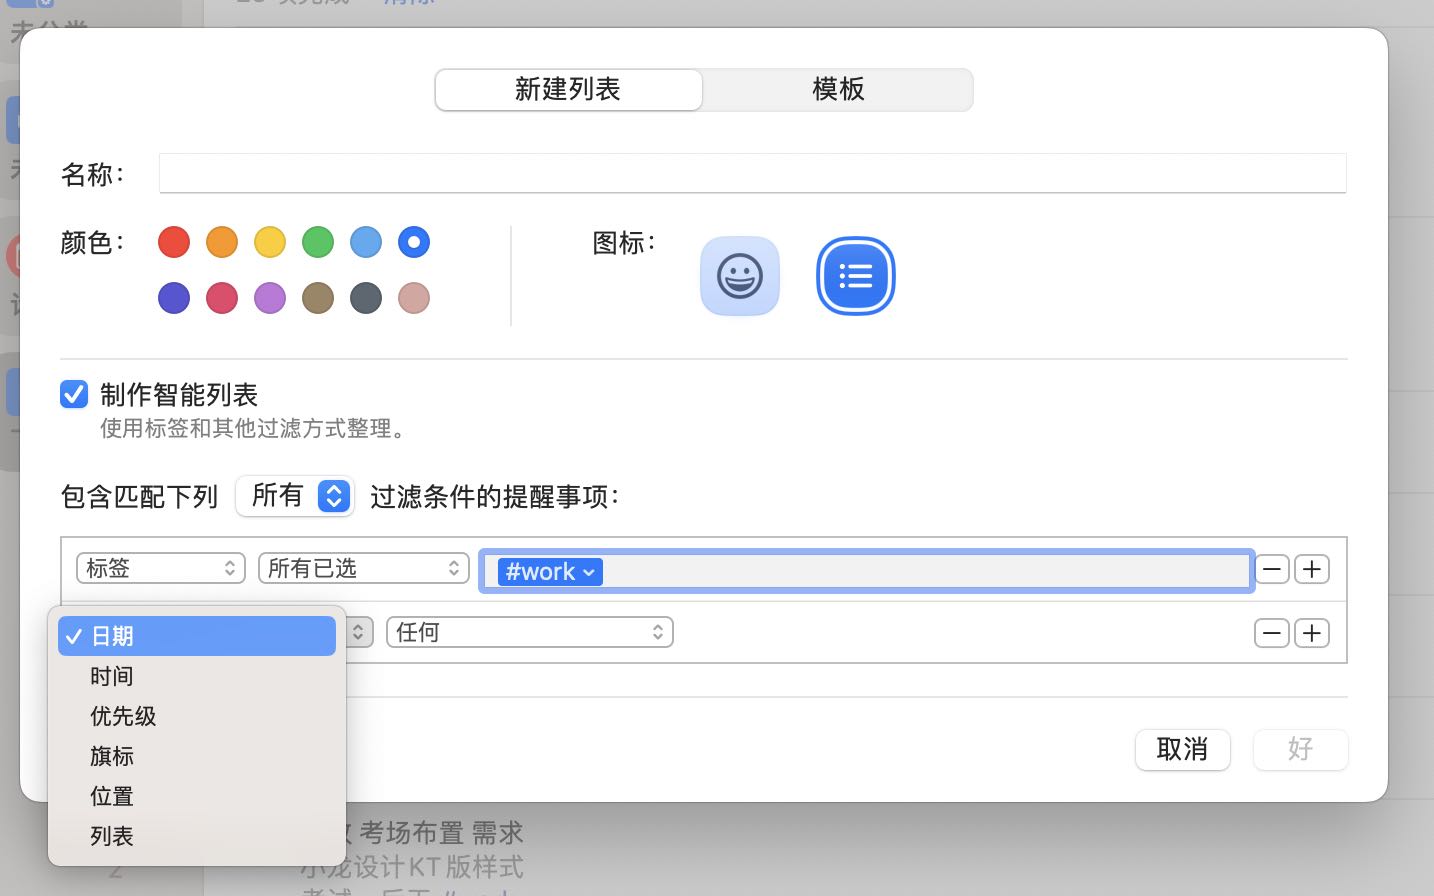 清除
新建列表 模板
名称：
颜色： 图标：
制作智能列表
使用标签和其他过滤方式整理。
包含匹配下列 所有 过滤条件的提醒事项：
标签 所有已选 #work
日期 任何
时间
优先级
旗标
取消 好
位置
列表
考场布置 需求
小龙设计KT版样式
2